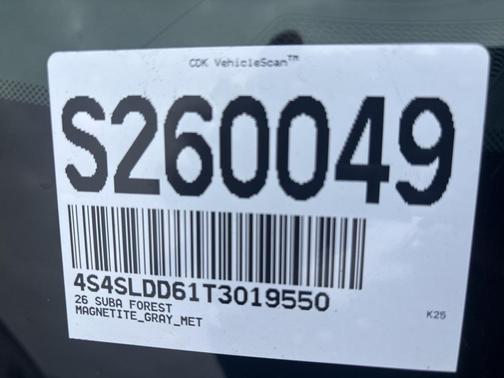 CDK VehicleScan™
S260049
4S4SLDD61T3019550
26 SUBA FOREST
MAGNETITE_GRAY_MET
K25